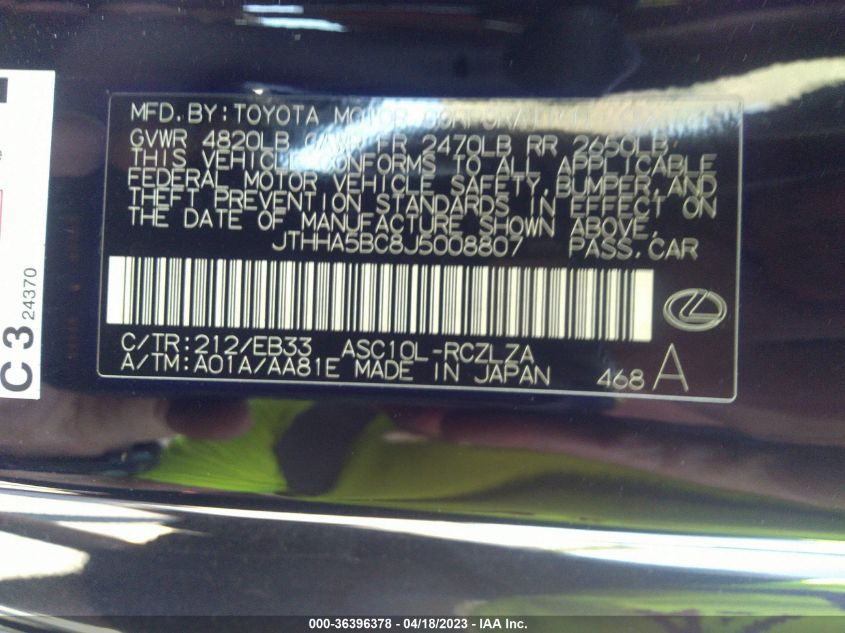 MFD.BY:TOYOTA MOTOR CORPORATION
GVWR 4820LB GAWR FR 2470LB RR 2650LB
THIS VEHICLE CONFORMS TO ALL APPLICABLE
FEDERAL MOTOR VEHICLE SAFETY,BUMPER,AND
THEFT PREVENTION STANDARDS IN EFFECT ON
THE DATE OF MANUFACTURE SHOWN ABOVE.
JTHHA5BC8J5008807 PASS.CAR
C/TR:212/EB33 ASC10L-RCZLZA
A/TM:A01A/AA81E MADE IN JAPAN 468 A
C3 24370
000-36396378 - 04/18/2023 - IAA Inc.